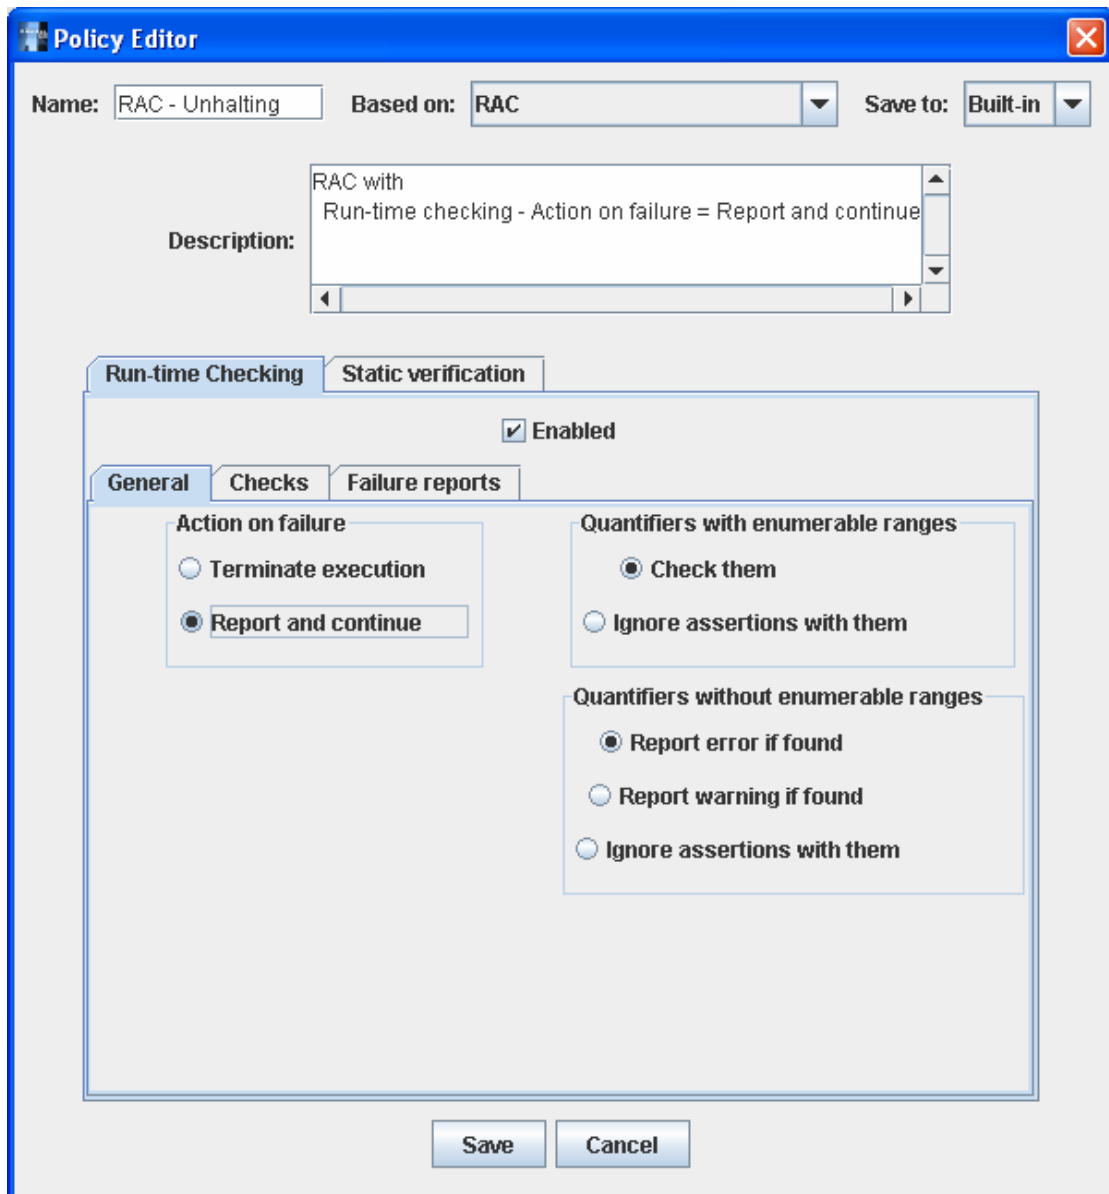 Policy Editor
Name: RAC - Unhalting Based on: RAC Save to: Built-in
RAC with
Run-time checking - Action on failure = Report and continue
Description:
Run-time Checking Static verification
Enabled
General Checks Failure reports
Action on failure Quantifiers with enumerable ranges
Terminate execution Check them
Report and continue Ignore assertions with them
Quantifiers without enumerable ranges
Report error if found
Report warning if found
Ignore assertions with them
Save Cancel